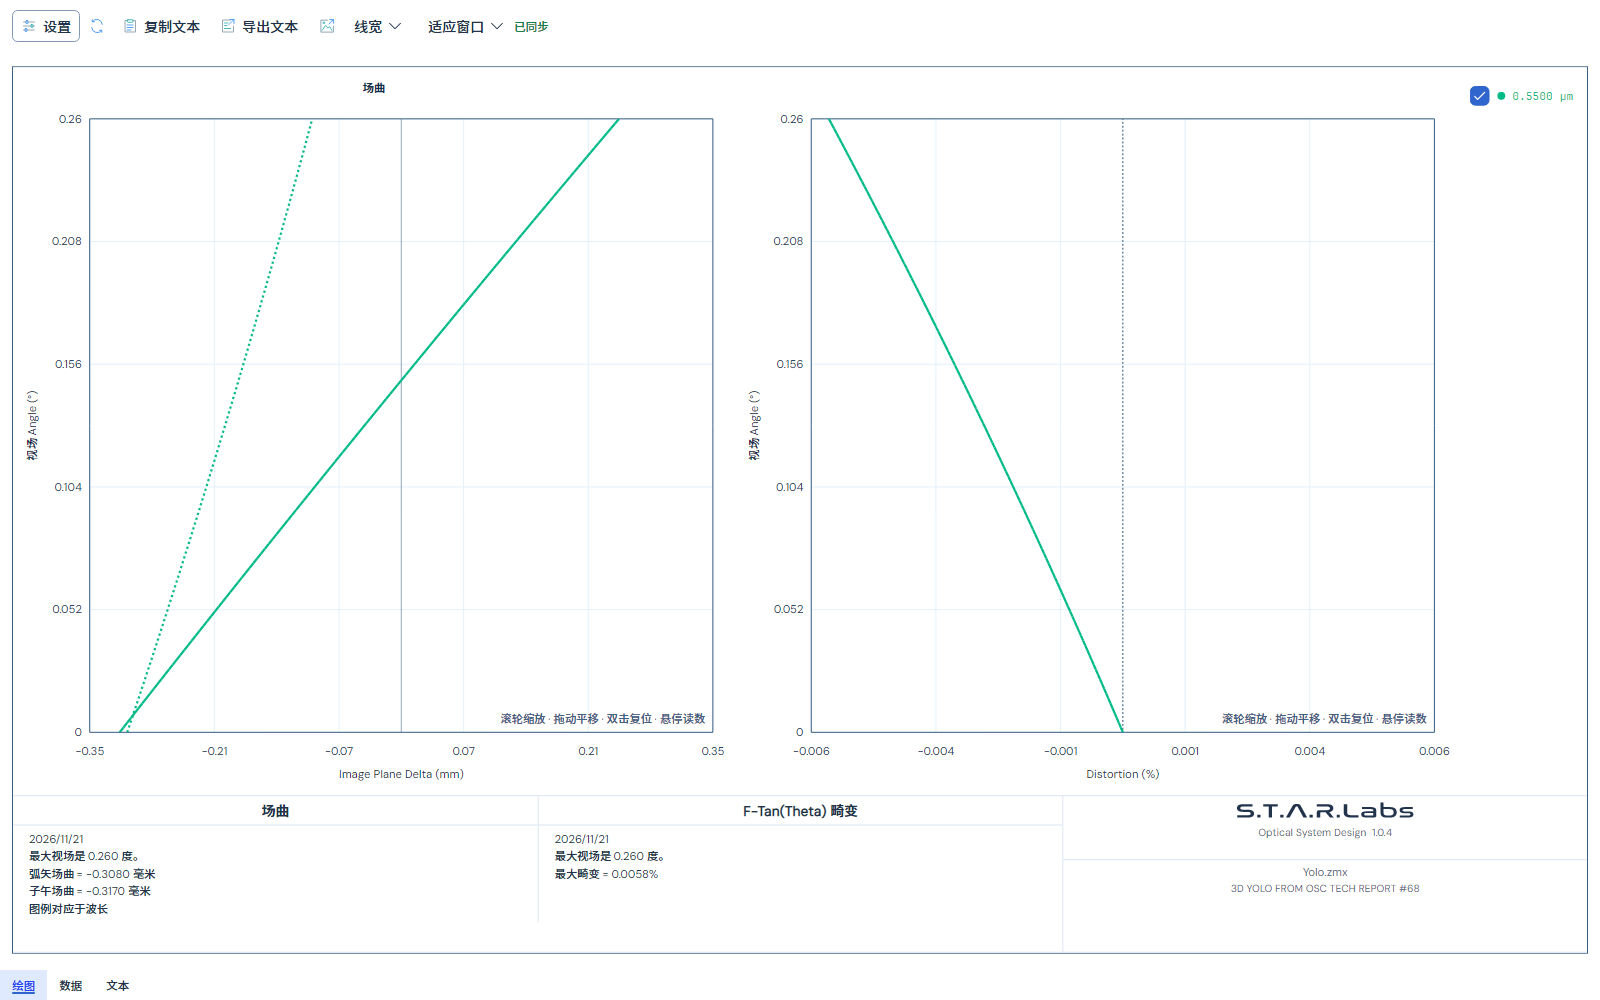 设置 复制文本 导出文本 线宽 适应窗口 已同步
场曲
0.5500 µm
0.26
0.208
0.156
0.104
0.052
0
视场 Angle (°)
-0.35 -0.21 -0.07 0.07 0.21 0.35
Image Plane Delta (mm)
滚轮缩放 · 拖动平移 · 双击复位 · 悬停读数
0.26
0.208
0.156
0.104
0.052
0
视场 Angle (°)
-0.006 -0.004 -0.001 0.001 0.004 0.006
Distortion (%)
滚轮缩放 · 拖动平移 · 双击复位 · 悬停读数
场曲
2026/11/21
最大视场是 0.260 度。
弧矢场曲 = -0.3080 毫米
子午场曲 = -0.3170 毫米
图例对应于波长
F-Tan(Theta) 畸变
2026/11/21
最大视场是 0.260 度。
最大畸变 = 0.0058%
S.T.A.R.Labs
Optical System Design 1.0.4
Yolo.zmx
3D YOLO FROM OSC TECH REPORT #68
绘图 数据 文本